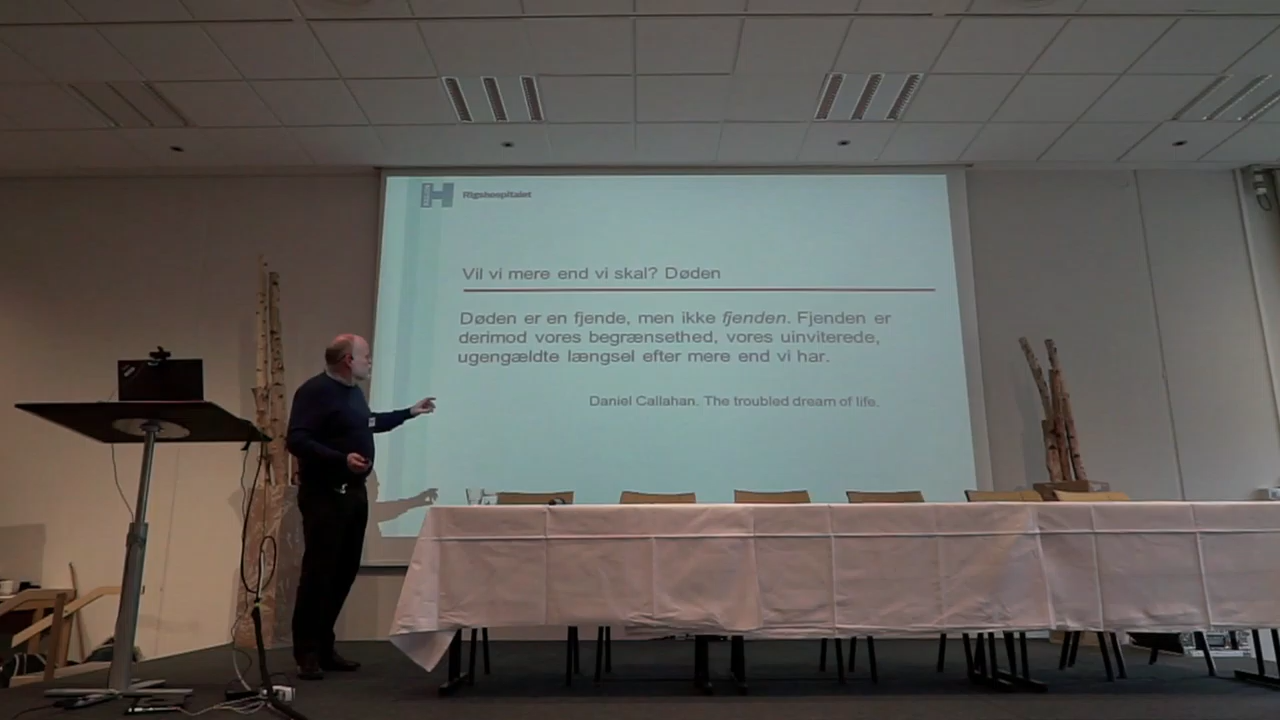 Rigshospitalet
Vil vi mere end vi skal? Døden
Døden er en fjende, men ikke fjenden. Fjenden er
derimod vores begrænsethed, vores uinviterede,
ugengældte længsel efter mere end vi har.
Daniel Callahan. The troubled dream of life.